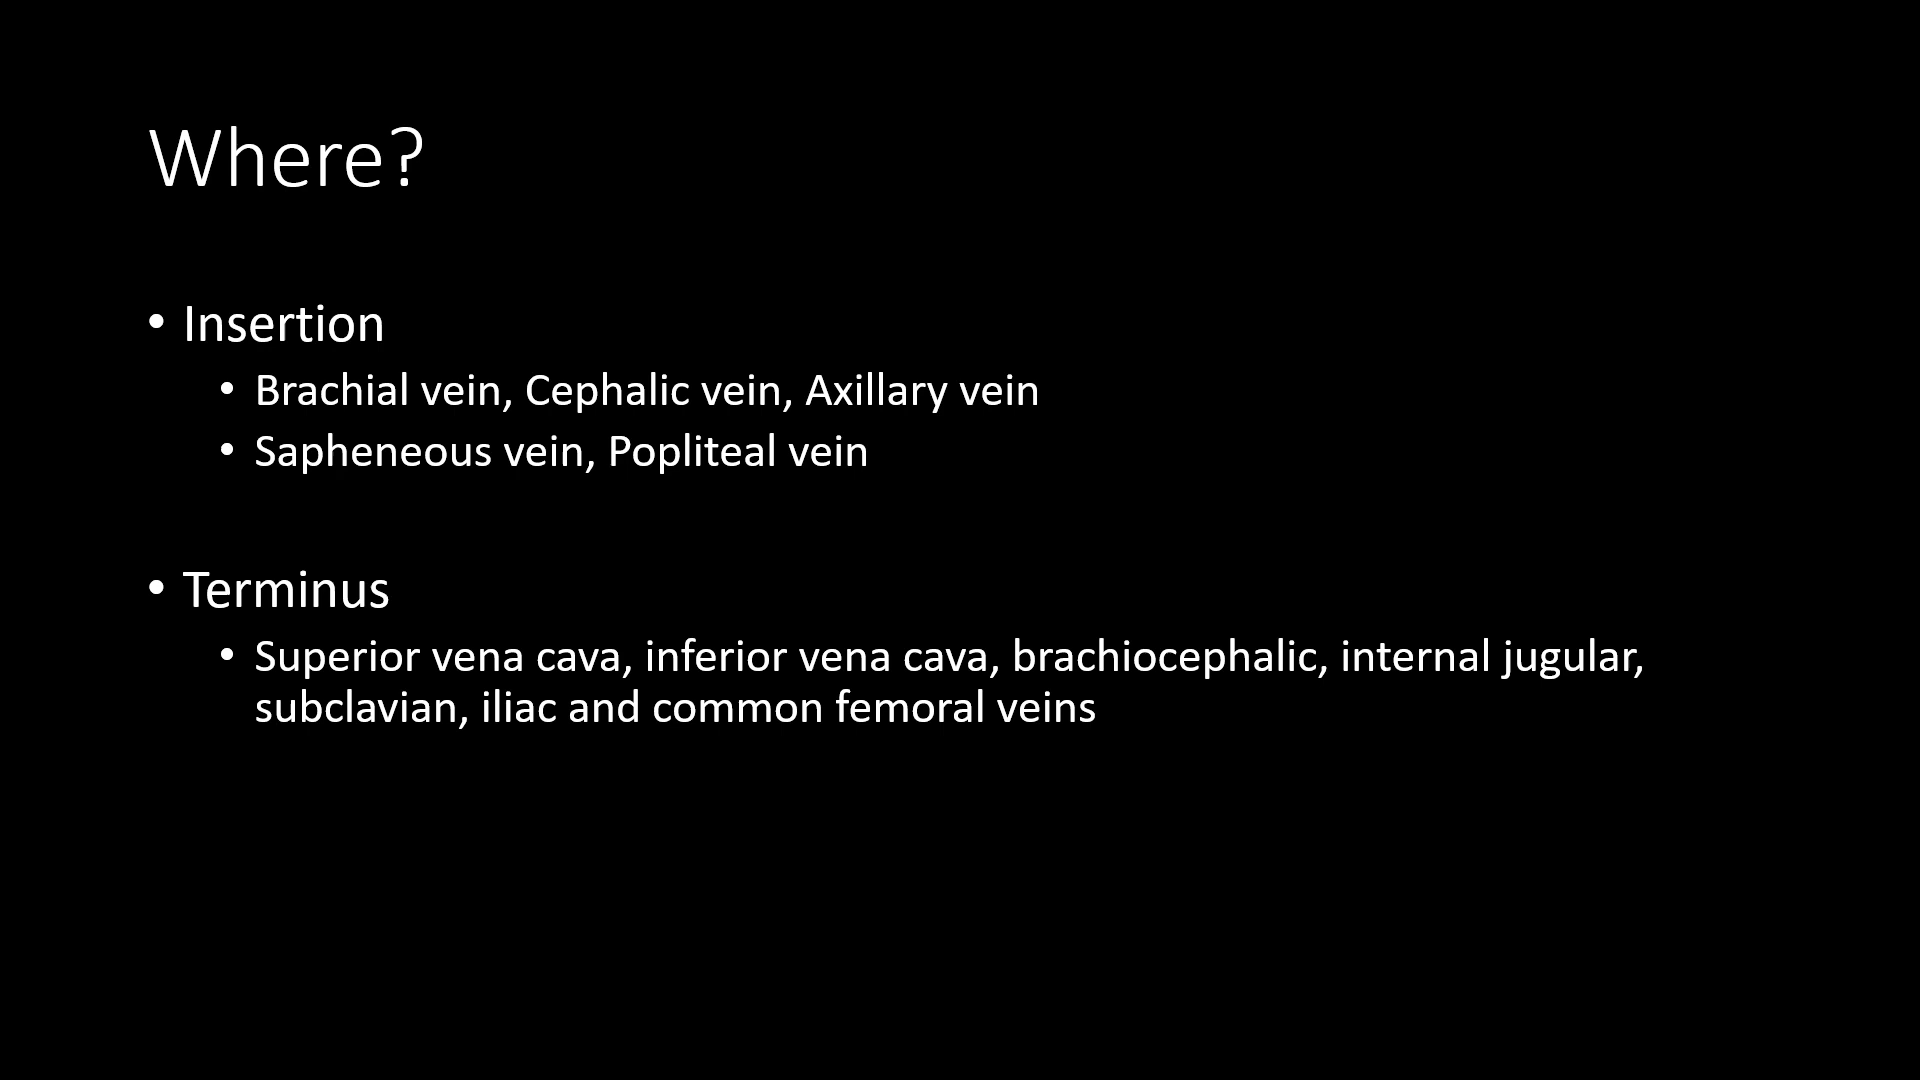 Where?
• Insertion
• Brachial vein, Cephalic vein, Axillary vein
• Sapheneous vein, Popliteal vein
• Terminus
• Superior vena cava, inferior vena cava, brachiocephalic, internal jugular,
subclavian, iliac and common femoral veins